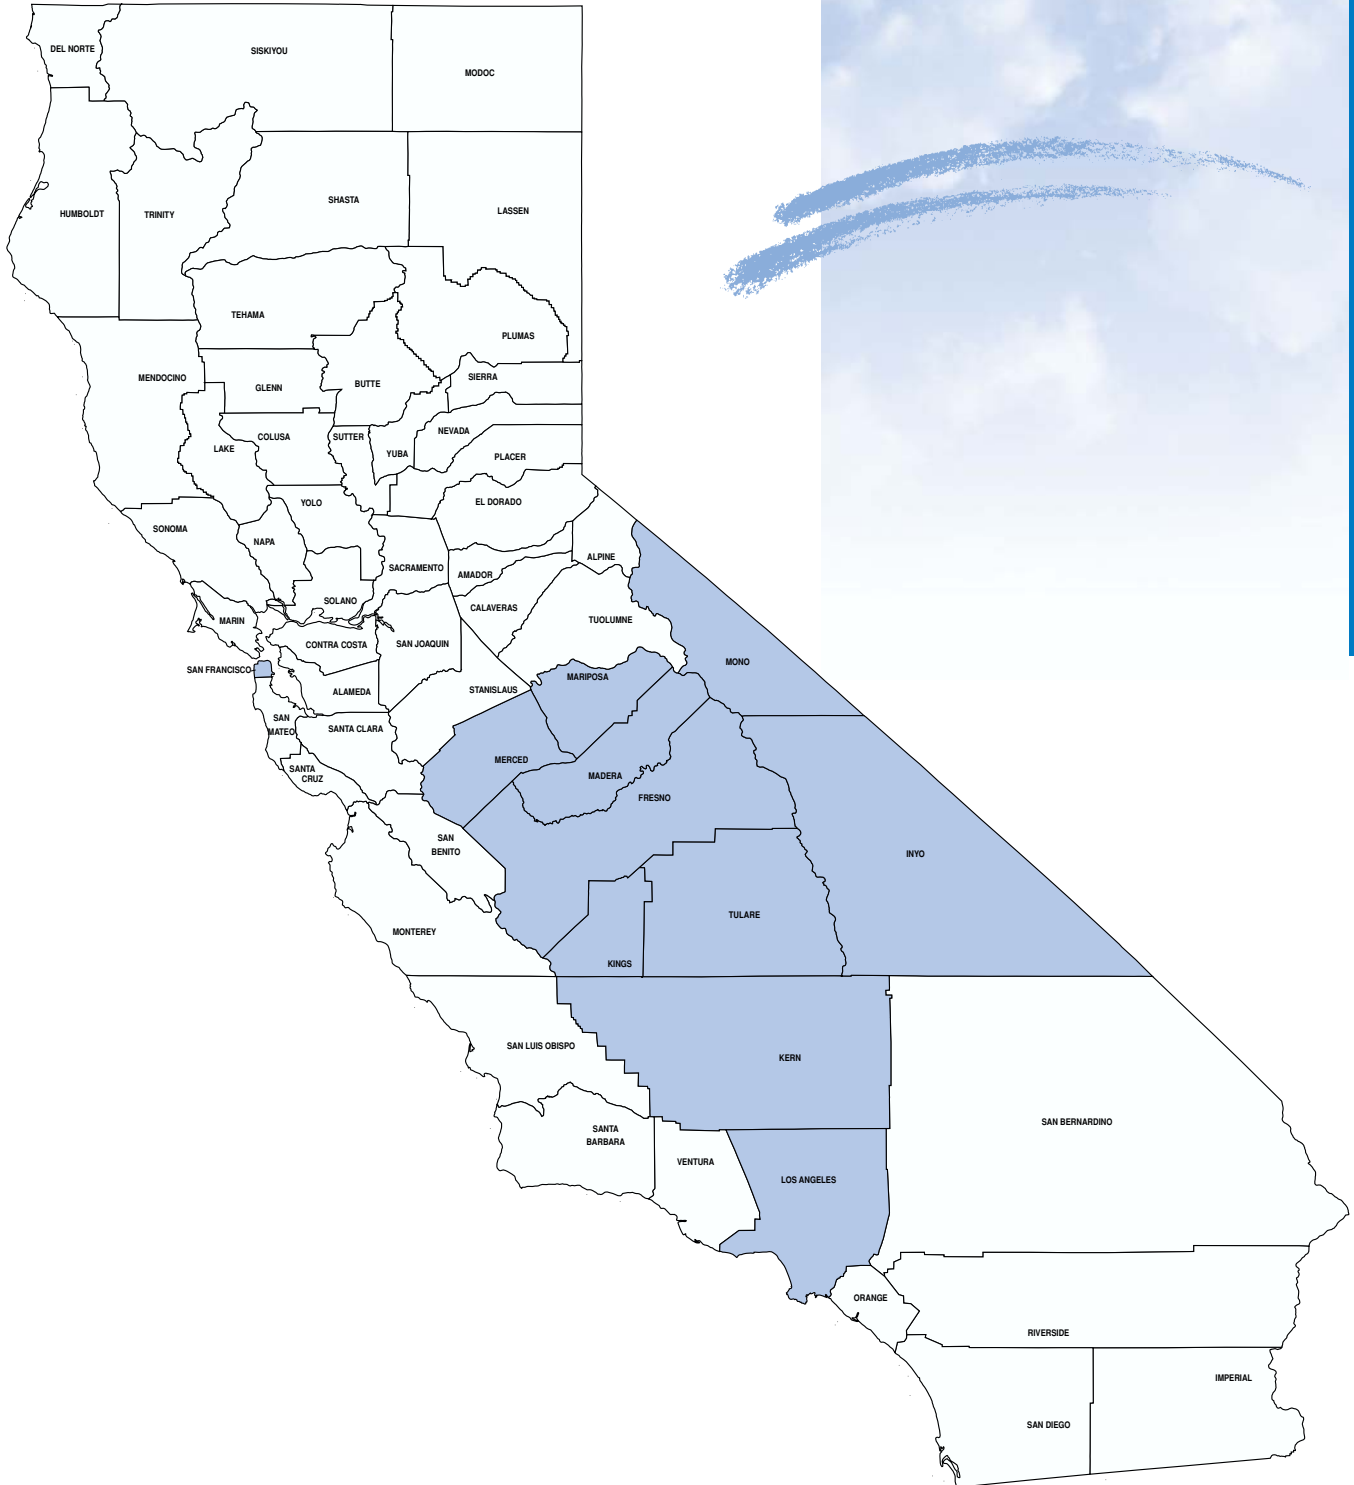 DEL NORTE
SISKIYOU
MODOC
HUMBOLDT
TRINITY
SHASTA
LASSEN
TEHAMA
PLUMAS
MENDOCINO
GLENN
BUTTE
SIERRA
LAKE
COLUSA
SUTTER
YUBA
NEVADA
PLACER
YOLO
EL DORADO
SONOMA
NAPA
SACRAMENTO
AMADOR
ALPINE
SOLANO
CALAVERAS
MARIN
TUOLUMNE
CONTRA COSTA
SAN JOAQUIN
SAN FRANCISCO
MONO
MARIPOSA
ALAMEDA
STANISLAUS
SAN
MATEO
SANTA CLARA
MERCED
SANTA
CRUZ
MADERA
FRESNO
SAN
BENITO
INYO
TULARE
MONTEREY
KINGS
SAN LUIS OBISPO
KERN
SANTA
BARBARA
SAN BERNARDINO
VENTURA
LOS ANGELES
ORANGE
RIVERSIDE
IMPERIAL
SAN DIEGO